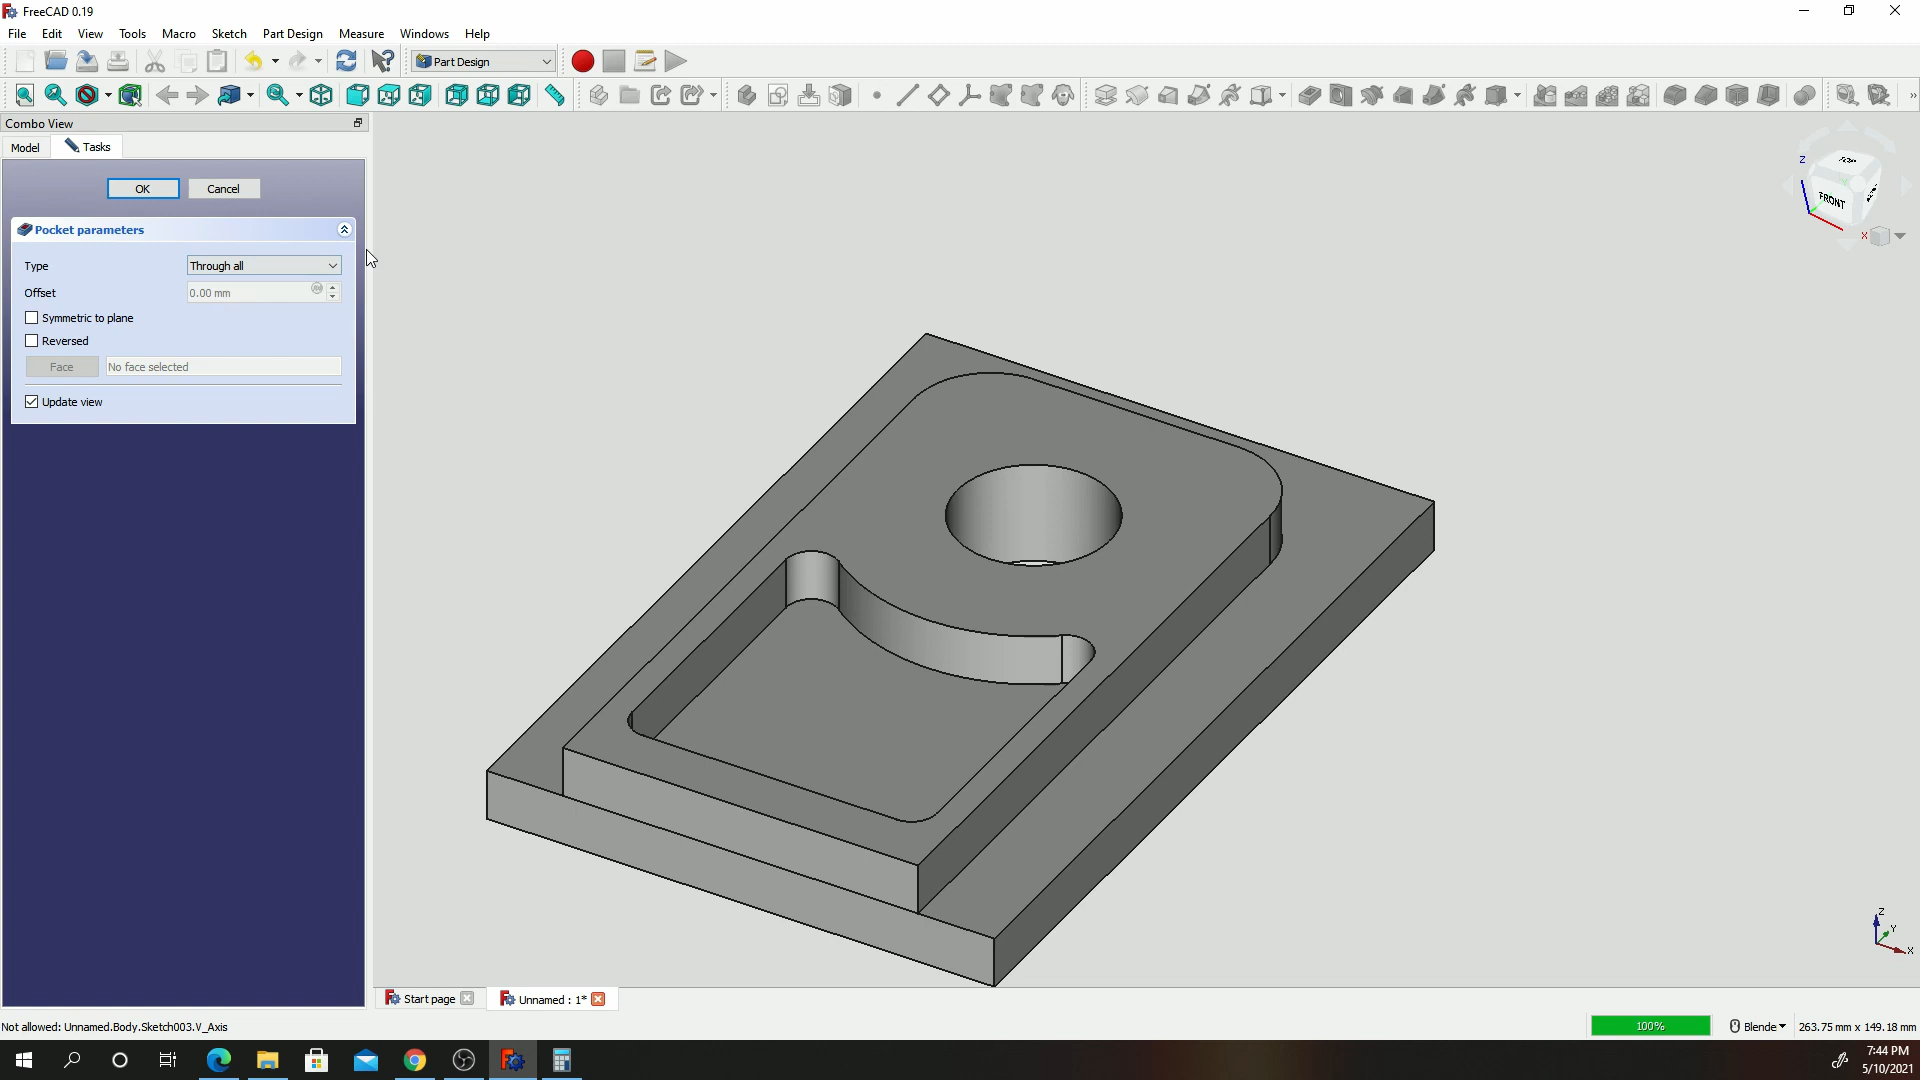 FreeCAD 0.19
File Edit View Tools Macro Sketch Part Design Measure Windows Help
Part Design
Combo View
Model Tasks
OK Cancel
Pocket parameters
Type Through all
Offset 0.00 mm
Symmetric to plane
Reversed
Face No face selected
Update view
Z
FRONT
X
Z
Y
X
Start page Unnamed : 1*
Not allowed: Unnamed.Body.Sketch003.V_Axis 100% Blende 263.75 mm x 149.18 mm
7:44 PM
5/10/2021